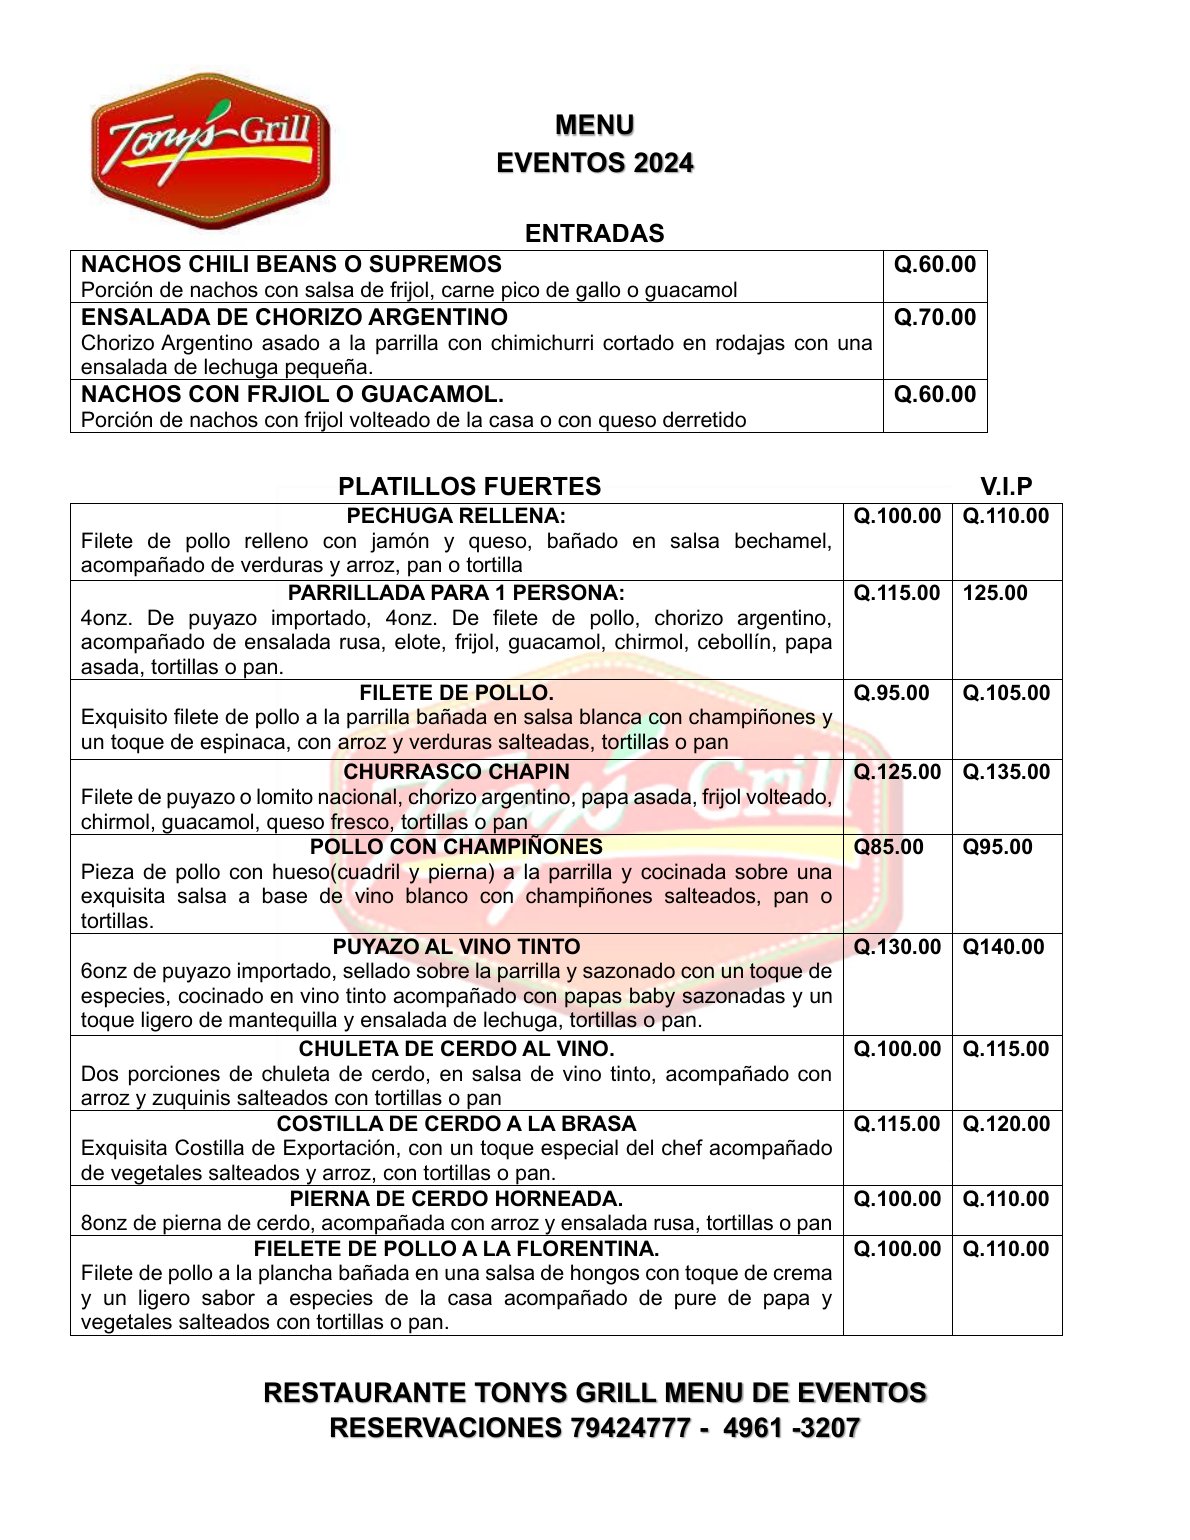 Tony's Grill
MENU
EVENTOS 2024
ENTRADAS
NACHOS CHILI BEANS O SUPREMOS Q.60.00
Porción de nachos con salsa de frijol, carne pico de gallo o guacamol
ENSALADA DE CHORIZO ARGENTINO Q.70.00
Chorizo Argentino asado a la parrilla con chimichurri cortado en rodajas con una
ensalada de lechuga pequeña.
NACHOS CON FRJIOL O GUACAMOL. Q.60.00
Porción de nachos con frijol volteado de la casa o con queso derretido
PLATILLOS FUERTES V.I.P
PECHUGA RELLENA: Q.100.00 Q.110.00
Filete de pollo relleno con jamón y queso, bañado en salsa bechamel,
acompañado de verduras y arroz, pan o tortilla
PARRILLADA PARA 1 PERSONA: Q.115.00 125.00
4onz. De puyazo importado, 4onz. De filete de pollo, chorizo argentino,
acompañado de ensalada rusa, elote, frijol, guacamol, chirmol, cebollín, papa
asada, tortillas o pan.
FILETE DE POLLO. Q.95.00 Q.105.00
Exquisito filete de pollo a la parrilla bañada en salsa blanca con champiñones y
un toque de espinaca, con arroz y verduras salteadas, tortillas o pan
CHURRASCO CHAPIN Q.125.00 Q.135.00
Filete de puyazo o lomito nacional, chorizo argentino, papa asada, frijol volteado,
chirmol, guacamol, queso fresco, tortillas o pan
POLLO CON CHAMPIÑONES Q85.00 Q95.00
Pieza de pollo con hueso(cuadril y pierna) a la parrilla y cocinada sobre una
exquisita salsa a base de vino blanco con champiñones salteados, pan o
tortillas.
PUYAZO AL VINO TINTO Q.130.00 Q140.00
6onz de puyazo importado, sellado sobre la parrilla y sazonado con un toque de
especies, cocinado en vino tinto acompañado con papas baby sazonadas y un
toque ligero de mantequilla y ensalada de lechuga, tortillas o pan.
CHULETA DE CERDO AL VINO. Q.100.00 Q.115.00
Dos porciones de chuleta de cerdo, en salsa de vino tinto, acompañado con
arroz y zuquinis salteados con tortillas o pan
COSTILLA DE CERDO A LA BRASA Q.115.00 Q.120.00
Exquisita Costilla de Exportación, con un toque especial del chef acompañado
de vegetales salteados y arroz, con tortillas o pan.
PIERNA DE CERDO HORNEADA. Q.100.00 Q.110.00
8onz de pierna de cerdo, acompañada con arroz y ensalada rusa, tortillas o pan
FIELETE DE POLLO A LA FLORENTINA. Q.100.00 Q.110.00
Filete de pollo a la plancha bañada en una salsa de hongos con toque de crema
y un ligero sabor a especies de la casa acompañado de pure de papa y
vegetales salteados con tortillas o pan.
Tony's Grill
RESTAURANTE TONYS GRILL MENU DE EVENTOS
RESERVACIONES 79424777 - 4961 -3207